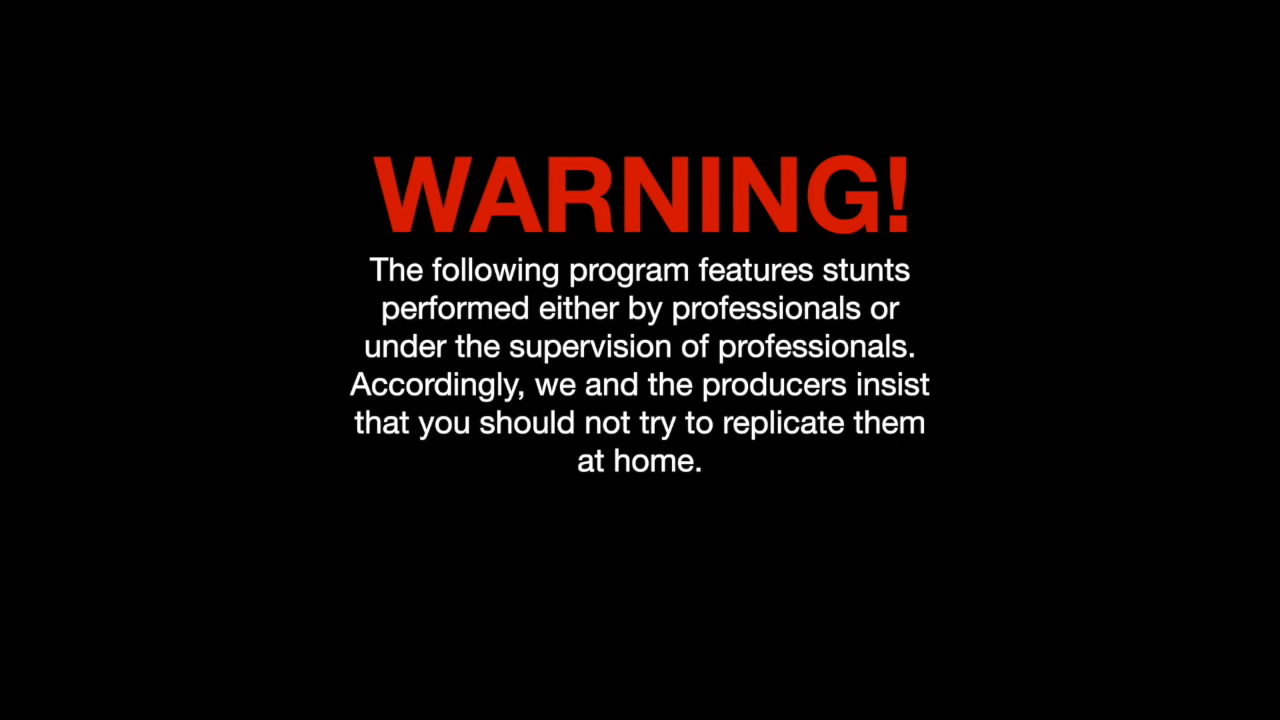 WARNING!
The following program features stunts
performed either by professionals or
under the supervision of professionals.
Accordingly, we and the producers insist
that you should not try to replicate them
at home.